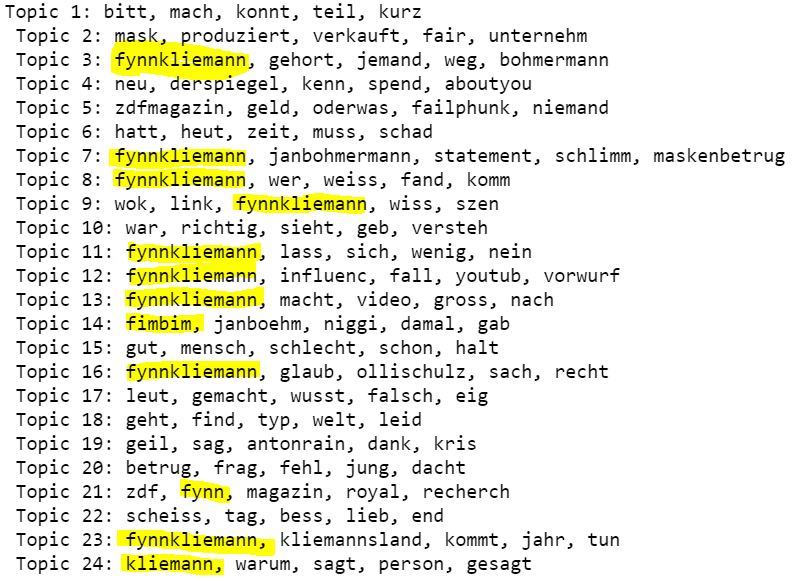 Topic 1: bitt, mach, konnt, teil, kurz
Topic 2: mask, produziert, verkauft, fair, unternehm
Topic 3: fynnkliemann, gehort, jemand, weg, bohmermann
Topic 4: neu, derspiegel, kenn, spend, aboutyou
Topic 5: zdfmagazin, geld, oderwas, failphunk, niemand
Topic 6: hatt, heut, zeit, muss, schad
Topic 7: fynnkliemann, janbohmermann, statement, schlimm, maskenbetrug
Topic 8: fynnkliemann, wer, weiss, fand, komm
Topic 9: wok, link, fynnkliemann, wiss, szen
Topic 10: war, richtig, sieht, geb, versteh
Topic 11: fynnkliemann, lass, sich, wenig, nein
Topic 12: fynnkliemann, influenc, fall, youtub, vorwurf
Topic 13: fynnkliemann, macht, video, gross, nach
Topic 14: fimbim, janboehm, niggi, damal, gab
Topic 15: gut, mensch, schlecht, schon, halt
Topic 16: fynnkliemann, glaub, ollischulz, sach, recht
Topic 17: leut, gemacht, wusst, falsch, eig
Topic 18: geht, find, typ, welt, leid
Topic 19: geil, sag, antonrain, dank, kris
Topic 20: betrug, frag, fehl, jung, dacht
Topic 21: zdf, fynn, magazin, royal, recherch
Topic 22: scheiss, tag, bess, lieb, end
Topic 23: fynnkliemann, kliemannsland, kommt, jahr, tun
Topic 24: kliemann, warum, sagt, person, gesagt